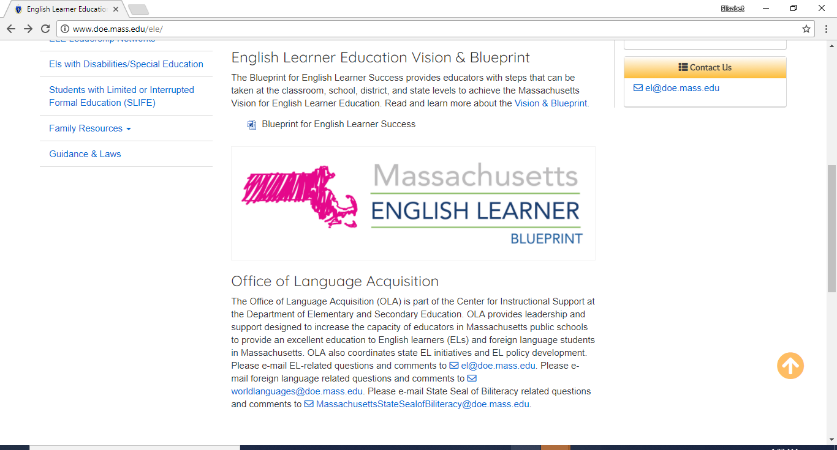 English Learner Educatio
www.doe.mass.edu/ele/
Els with Disabilities/Special Education
Students with Limited or Interrupted
Formal Education (SLIFE)
Family Resources
Guidance & Laws
English Learner Education Vision & Blueprint
The Blueprint for English Learner Success provides educators with steps that can be
taken at the classroom, school, district, and state levels to achieve the Massachusetts
Vision for English Learner Education. Read and learn more about the Vision & Blueprint.
Blueprint for English Learner Success
Massachusetts
ENGLISH LEARNER
BLUEPRINT
Office of Language Acquisition
The Office of Language Acquisition (OLA) is part of the Center for Instructional Support at
the Department of Elementary and Secondary Education. OLA provides leadership and
support designed to increase the capacity of educators in Massachusetts public schools
to provide an excellent education to English learners (ELs) and foreign language students
in Massachusetts. OLA also coordinates state EL initiatives and EL policy development.
Please e-mail EL-related questions and comments to el@doe.mass.edu. Please e-
mail foreign language related questions and comments to
worldlanguages@doe.mass.edu. Please e-mail State Seal of Biliteracy related questions
and comments to MassachusettsStateSealofBiliteracy@doe.mass.edu.
Contact Us
el@doe.mass.edu